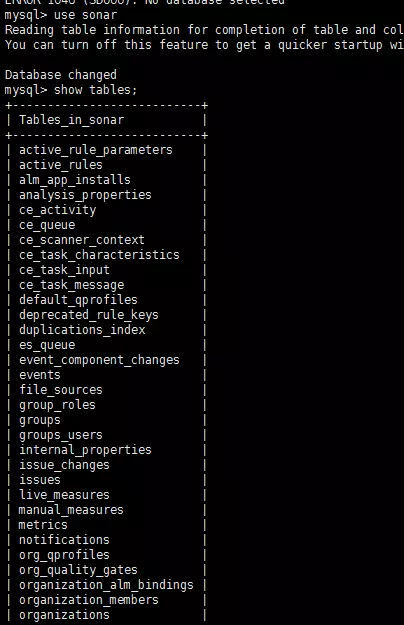 ERROR 1046 (3D000): No database selected
mysql> use sonar
Reading table information for completion of table and col
You can turn off this feature to get a quicker startup wi
Database changed
mysql> show tables;
+---------------------------+
| Tables_in_sonar |
+---------------------------+
| active_rule_parameters |
| active_rules |
| alm_app_installs |
| analysis_properties |
| ce_activity |
| ce_queue |
| ce_scanner_context |
| ce_task_characteristics |
| ce_task_input |
| ce_task_message |
| default_qprofiles |
| deprecated_rule_keys |
| duplications_index |
| es_queue |
| event_component_changes |
| events |
| file_sources |
| group_roles |
| groups |
| groups_users |
| internal_properties |
| issue_changes |
| issues |
| live_measures |
| manual_measures |
| metrics |
| notifications |
| org_qprofiles |
| org_quality_gates |
| organization_alm_bindings |
| organization_members |
| organizations |